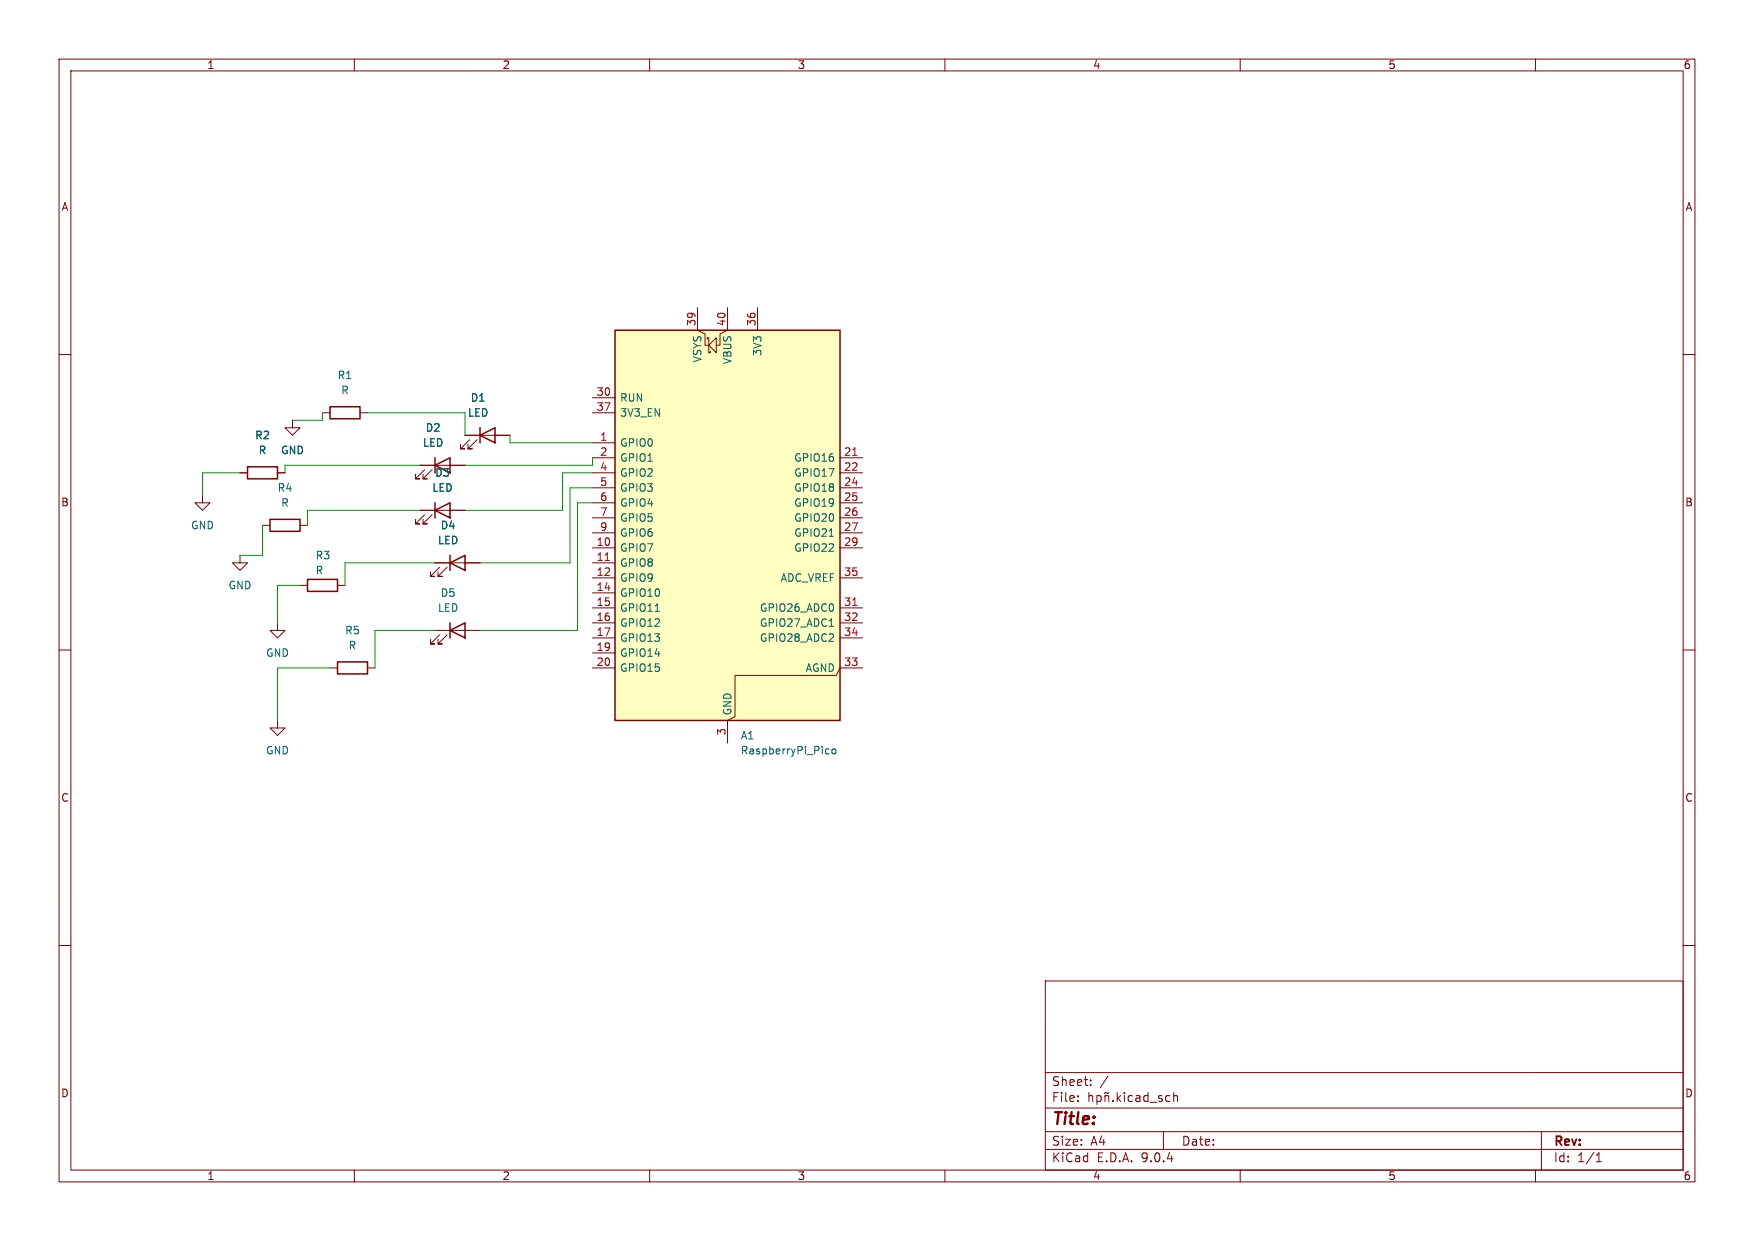 1 2 3 4 5 6
A A
39 40 36
VSYS VBUS 3V3
R1
R
D1
LED
30 RUN
37 3V3_EN
D2
LED
R2
R
GND
1 GPIO0
2 GPIO1
GPIO16 21
4 GPIO2
GPIO17 22
D3
LED
5 GPIO3
GPIO18 24
R4
R
B B
6 GPIO4
GPIO19 25
7 GPIO5
GPIO20 26
GND
D4
LED
9 GPIO6
GPIO21 27
10 GPIO7
GPIO22 29
R3
R
11 GPIO8
12 GPIO9
ADC_VREF 35
GND
D5
LED
14 GPIO10
15 GPIO11
GPIO26_ADC0 31
16 GPIO12
GPIO27_ADC1 32
R5
R
17 GPIO13
GPIO28_ADC2 34
GND
19 GPIO14
20 GPIO15
AGND 33
GND
3
A1
RaspberryPi_Pico
GND
C C
Sheet: /
File: hpñ.kicad_sch
D D
Title:
Size: A4 Date: Rev:
KiCad E.D.A. 9.0.4 Id: 1/1
1 2 3 4 5 6